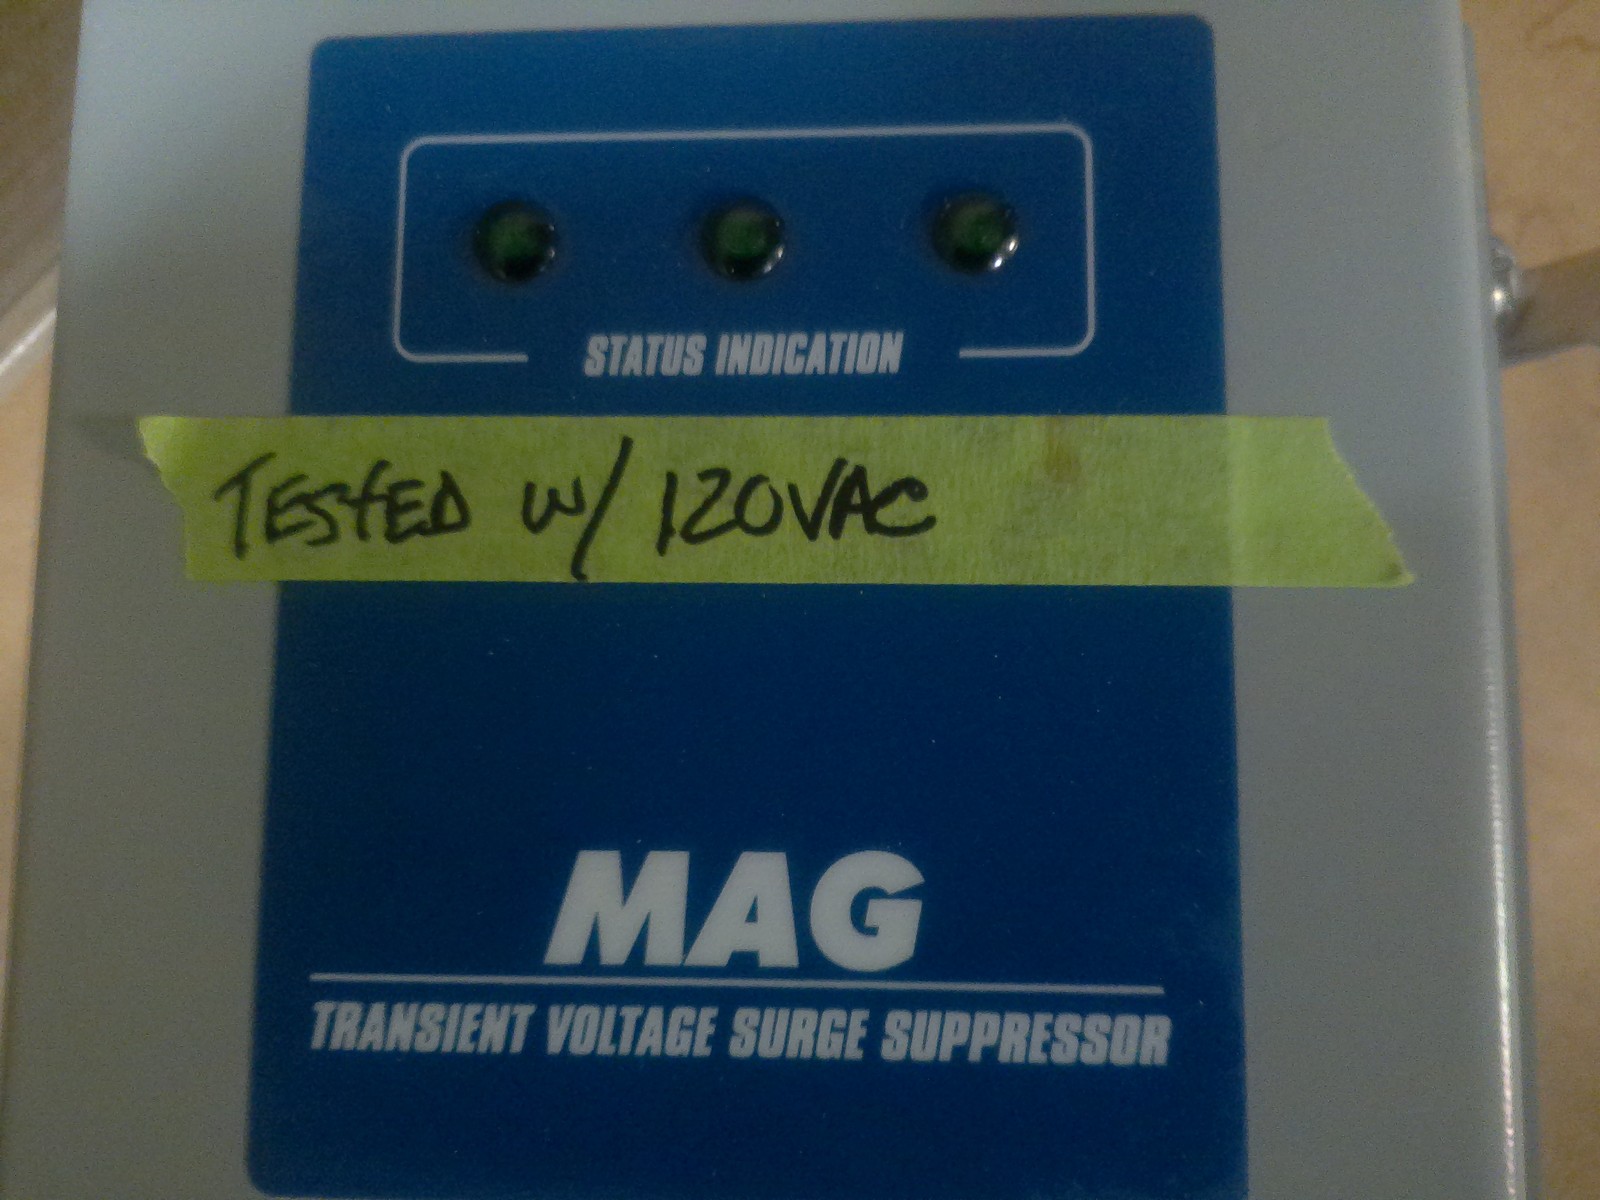 STATUS INDICATION
TESTED W/ 120VAC
MAG
TRANSIENT VOLTAGE SURGE SUPPRESSOR